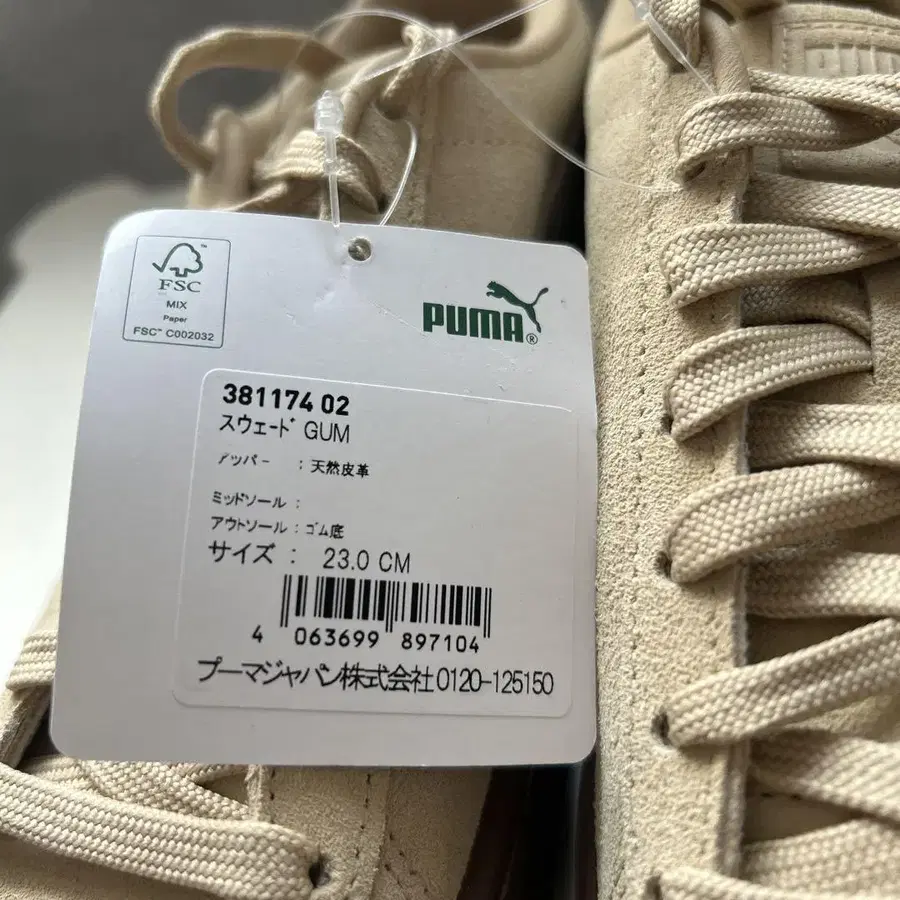 FSC™
MIX
Paper
FSC™ C002032
PUMA®
381174 02
スウェード GUM
アッパー : 天然皮革
ミッドソール :
アウトソール : ゴム底
サイズ : 23.0 CM
4 063699 897104
プーマジャパン株式会社 0120-125150